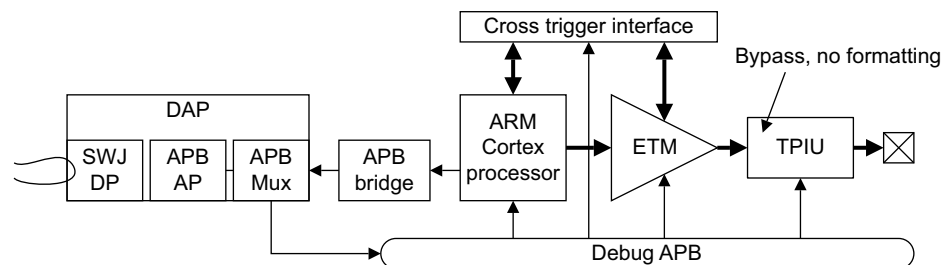 Cross trigger interface
Bypass, no formatting
DAP
SWJ
DP
APB
AP
APB
Mux
APB
bridge
ARM
Cortex
processor
ETM
TPIU
Debug APB